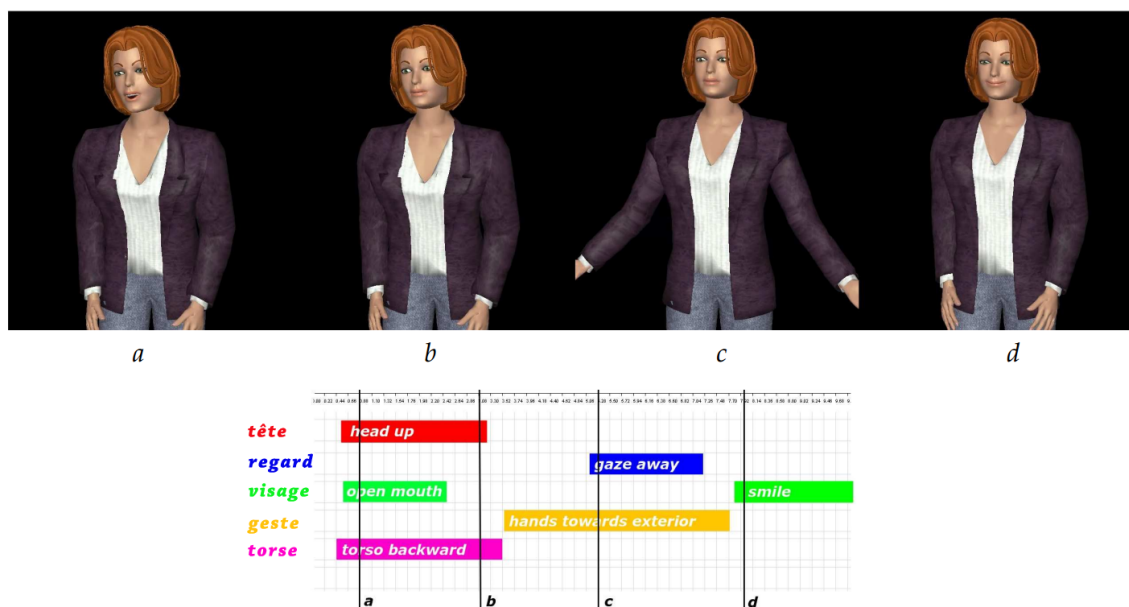 a b c d
tête head up
regard gaze away
visage open mouth smile
geste hands towards exterior
torse torso backward
a b c d